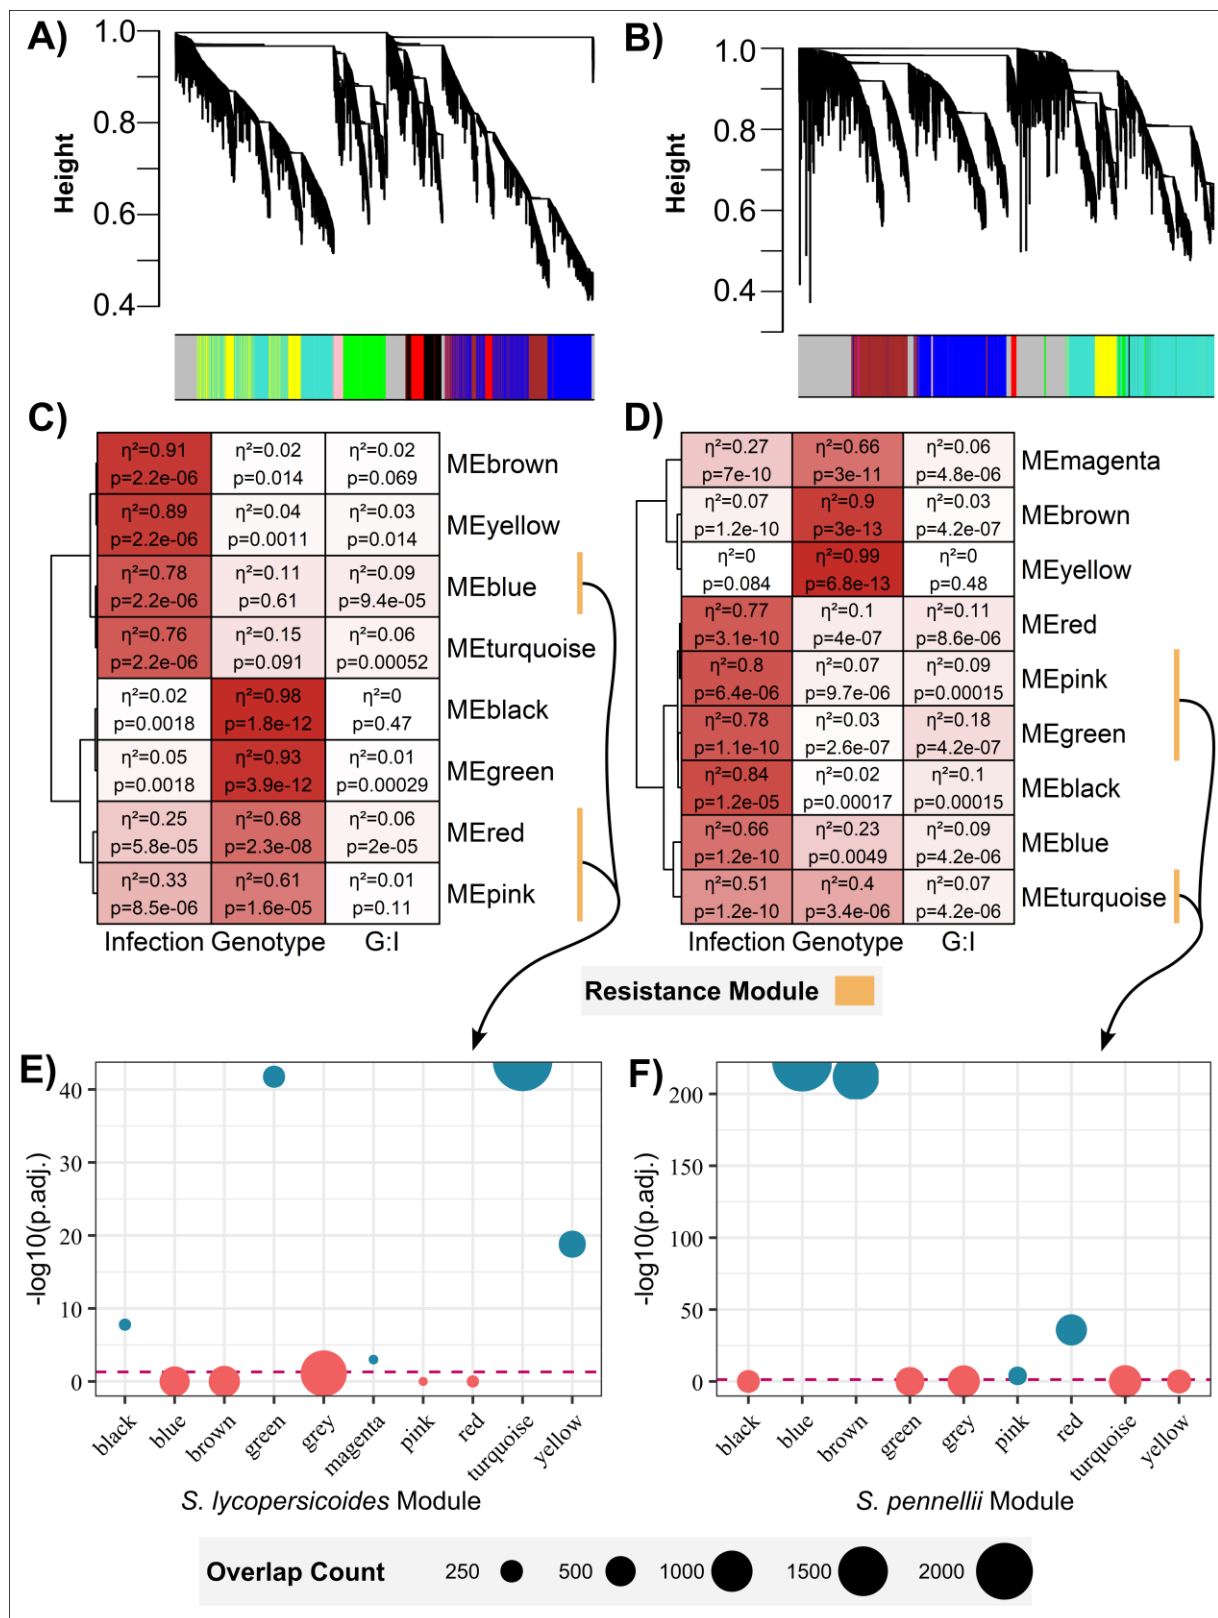 A)
1.0
0.8
0.6
0.4
Height
B)
1.0
0.8
0.6
0.4
Height
C)
η²=0.91 η²=0.02 η²=0.02
p=2.2e-06 p=0.014 p=0.069
MEbrown
η²=0.89 η²=0.04 η²=0.03
p=2.2e-06 p=0.0011 p=0.014
MEyellow
η²=0.78 η²=0.11 η²=0.09
p=2.2e-06 p=0.61 p=9.4e-05
MEblue
η²=0.76 η²=0.15 η²=0.06
p=2.2e-06 p=0.091 p=0.00052
MEturquoise
η²=0.02 η²=0.98 η²=0
p=0.0018 p=1.8e-12 p=0.47
MEblack
η²=0.05 η²=0.93 η²=0.01
p=0.0018 p=3.9e-12 p=0.00029
MEgreen
η²=0.25 η²=0.68 η²=0.06
p=5.8e-05 p=2.3e-08 p=2e-05
MEred
η²=0.33 η²=0.61 η²=0.01
p=8.5e-06 p=1.6e-05 p=0.11
MEpink
Infection Genotype G:I
D)
η²=0.27 η²=0.66 η²=0.06
p=7e-10 p=3e-11 p=4.8e-06
MEmagenta
η²=0.07 η²=0.9 η²=0.03
p=1.2e-10 p=3e-13 p=4.2e-07
MEbrown
η²=0 η²=0.99 η²=0
p=0.084 p=6.8e-13 p=0.48
MEyellow
η²=0.77 η²=0.1 η²=0.11
p=3.1e-10 p=4e-07 p=8.6e-06
MEred
η²=0.8 η²=0.07 η²=0.09
p=6.4e-06 p=9.7e-06 p=0.00015
MEpink
η²=0.78 η²=0.03 η²=0.18
p=1.1e-10 p=2.6e-07 p=4.2e-07
MEgreen
η²=0.84 η²=0.02 η²=0.1
p=1.2e-05 p=0.00017 p=0.00015
MEblack
η²=0.66 η²=0.23 η²=0.09
p=1.2e-10 p=0.0049 p=4.2e-06
MEblue
η²=0.51 η²=0.4 η²=0.07
p=1.2e-10 p=3.4e-06 p=4.2e-06
MEturquoise
Infection Genotype G:I
Resistance Module
E)
40
30
20
10
0
-log10(p.adj.)
black blue brown green grey magenta pink red turquoise yellow
S. lycopersicoides Module
F)
200
150
100
50
0
-log10(p.adj.)
black blue brown green grey pink red turquoise yellow
S. pennellii Module
Overlap Count 250 500 1000 1500 2000